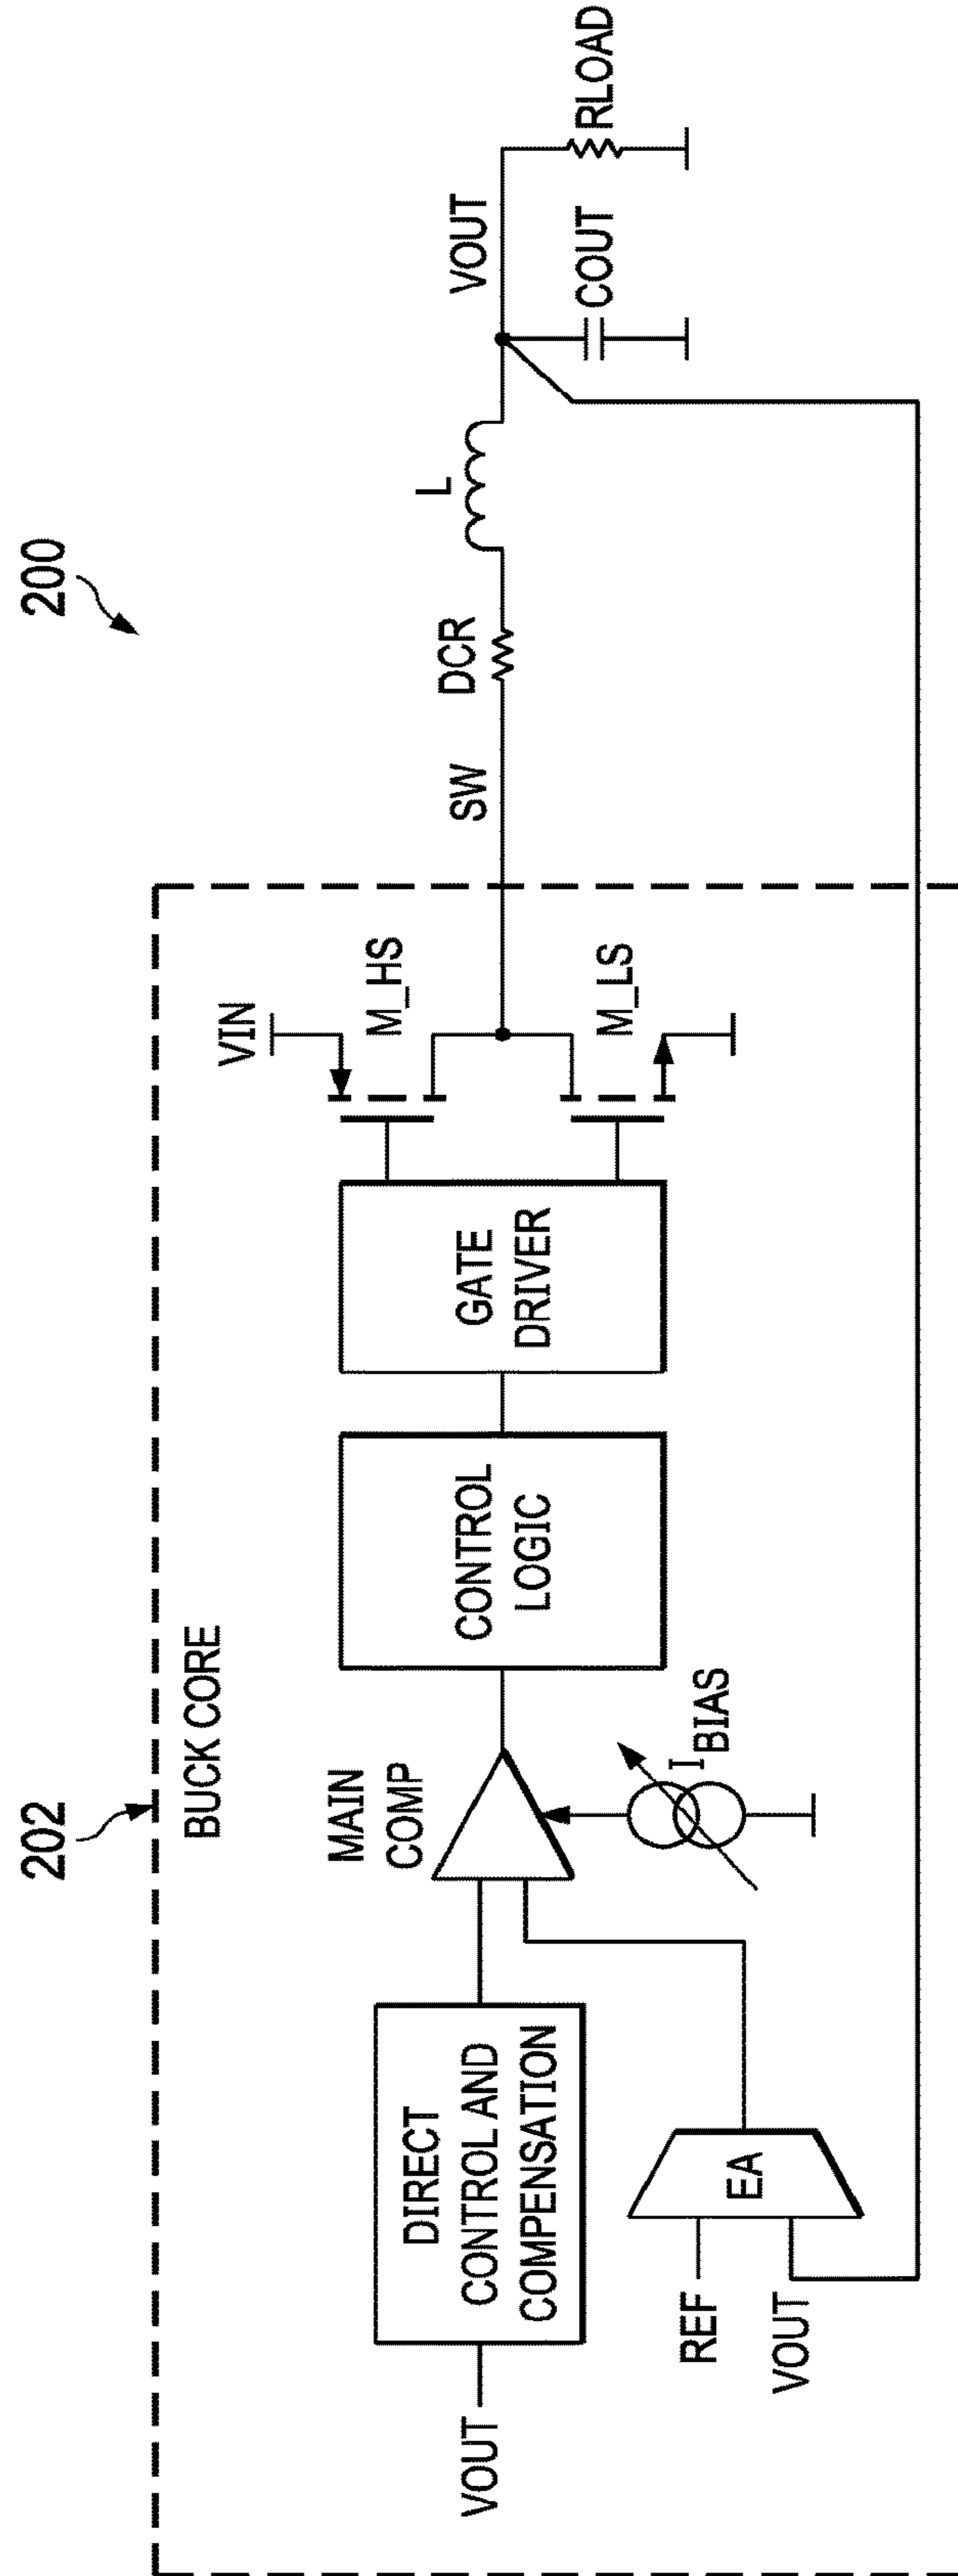 200
202
BUCK CORE
VIN
M_HS
M_LS
SW
DCR
L
VOUT
COUT
RLOAD
MAIN
COMP
CONTROL
LOGIC
GATE
DRIVER
IBIAS
DIRECT
CONTROL AND
COMPENSATION
VOUT
EA
REF
VOUT